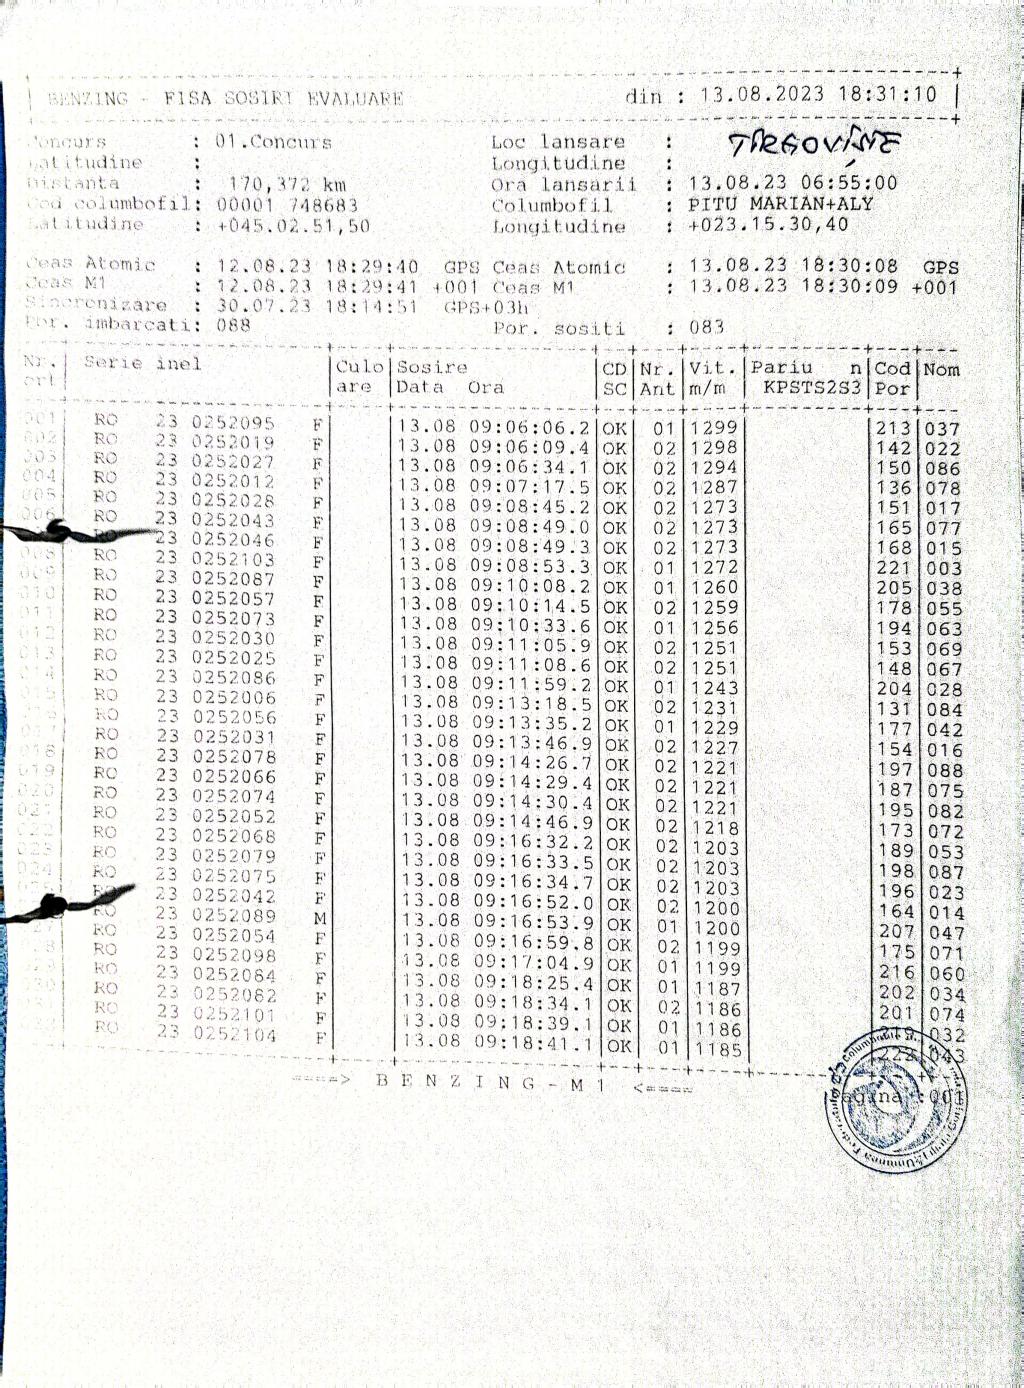 BENZING - FISA SOSIRI EVALUARE din : 13.08.2023 18:31:10
Concurs : 01.Concurs Loc lansare : TÎRGOVIȘTE
Latitudine : Longitudine :
Distanta : 170,372 km Ora lansarii : 13.08.23 06:55:00
Cod columbofil: 00001 748683 Columbofil : PITU MARIAN+ALY
Latitudine : +045.02.51,50 Longitudine : +023.15.30,40
Ceas Atomic : 12.08.23 18:29:40 GPS Ceas Atomic : 13.08.23 18:30:08 GPS
Ceas M1 : 12.08.23 18:29:41 +001 Ceas M1 : 13.08.23 18:30:09 +001
Sincronizare : 30.07.23 18:14:51 GPS+03h
Por. imbarcati: 088 Por. sositi : 083
Nr. Serie inel Culo Sosire CD Nr. Vit. Pariu n Cod Nom
crt are Data Ora SC Ant m/m KPSTS2S3 Por
001 RO 23 0252095 F 13.08 09:06:06.2 OK 01 1299 213 037
002 RO 23 0252019 F 13.08 09:06:09.4 OK 02 1298 142 022
003 RO 23 0252027 F 13.08 09:06:34.1 OK 02 1294 150 086
004 RO 23 0252012 F 13.08 09:07:17.5 OK 02 1287 136 078
005 RO 23 0252028 F 13.08 09:08:45.2 OK 02 1273 151 017
006 RO 23 0252043 F 13.08 09:08:49.0 OK 02 1273 165 077
RO 23 0252046 F 13.08 09:08:49.3 OK 02 1273 168 015
008 RO 23 0252103 F 13.08 09:08:53.3 OK 01 1272 221 003
009 RO 23 0252087 F 13.08 09:10:08.2 OK 01 1260 205 038
010 RO 23 0252057 F 13.08 09:10:14.5 OK 02 1259 178 055
011 RO 23 0252073 F 13.08 09:10:33.6 OK 01 1256 194 063
012 RO 23 0252030 F 13.08 09:11:05.9 OK 02 1251 153 069
013 RO 23 0252025 F 13.08 09:11:08.6 OK 02 1251 148 067
014 RO 23 0252086 F 13.08 09:11:59.2 OK 01 1243 204 028
015 RO 23 0252006 F 13.08 09:13:18.5 OK 02 1231 131 084
016 RO 23 0252056 F 13.08 09:13:35.2 OK 01 1229 177 042
017 RO 23 0252031 F 13.08 09:13:46.9 OK 02 1227 154 016
018 RO 23 0252078 F 13.08 09:14:26.7 OK 02 1221 197 088
019 RO 23 0252066 F 13.08 09:14:29.4 OK 02 1221 187 075
020 RO 23 0252074 F 13.08 09:14:30.4 OK 02 1221 195 082
021 RO 23 0252052 F 13.08 09:14:46.9 OK 02 1218 173 072
022 RO 23 0252068 F 13.08 09:16:32.2 OK 02 1203 189 053
023 RO 23 0252079 F 13.08 09:16:33.5 OK 02 1203 198 087
024 RO 23 0252075 F 13.08 09:16:34.7 OK 02 1203 196 023
RO 23 0252042 F 13.08 09:16:52.0 OK 02 1200 164 014
RO 23 0252089 M 13.08 09:16:53.9 OK 01 1200 207 047
RO 23 0252054 F 13.08 09:16:59.8 OK 02 1199 175 071
RO 23 0252098 F 13.08 09:17:04.9 OK 01 1199 216 060
RO 23 0252084 F 13.08 09:18:25.4 OK 01 1187 202 034
030 RO 23 0252082 F 13.08 09:18:34.1 OK 02 1186 201 074
031 RO 23 0252101 F 13.08 09:18:39.1 OK 01 1186 219 032
RO 23 0252104 F 13.08 09:18:41.1 OK 01 1185 222 043
====> B E N Z I N G - M 1 <====
Pagina :001